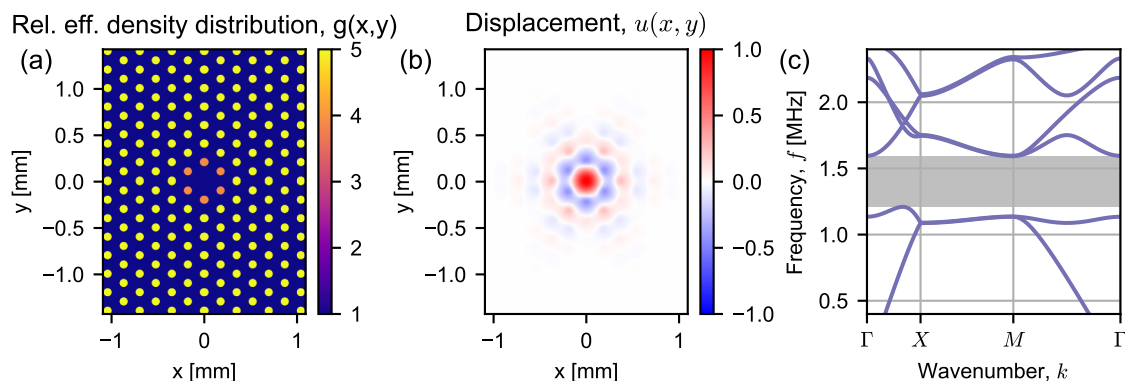 Rel. eff. density distribution, g(x,y)
(a)
1.0
0.5
0.0
−0.5
−1.0
y [mm]
−1
0
1
x [mm]
5
4
3
2
1
Displacement, u(x, y)
(b)
1.0
0.5
0.0
−0.5
−1.0
y [mm]
−1
0
1
x [mm]
1.0
0.5
0.0
−0.5
−1.0
(c)
2.0
1.5
1.0
0.5
Frequency, f [MHz]
Γ
X
M
Γ
Wavenumber, k